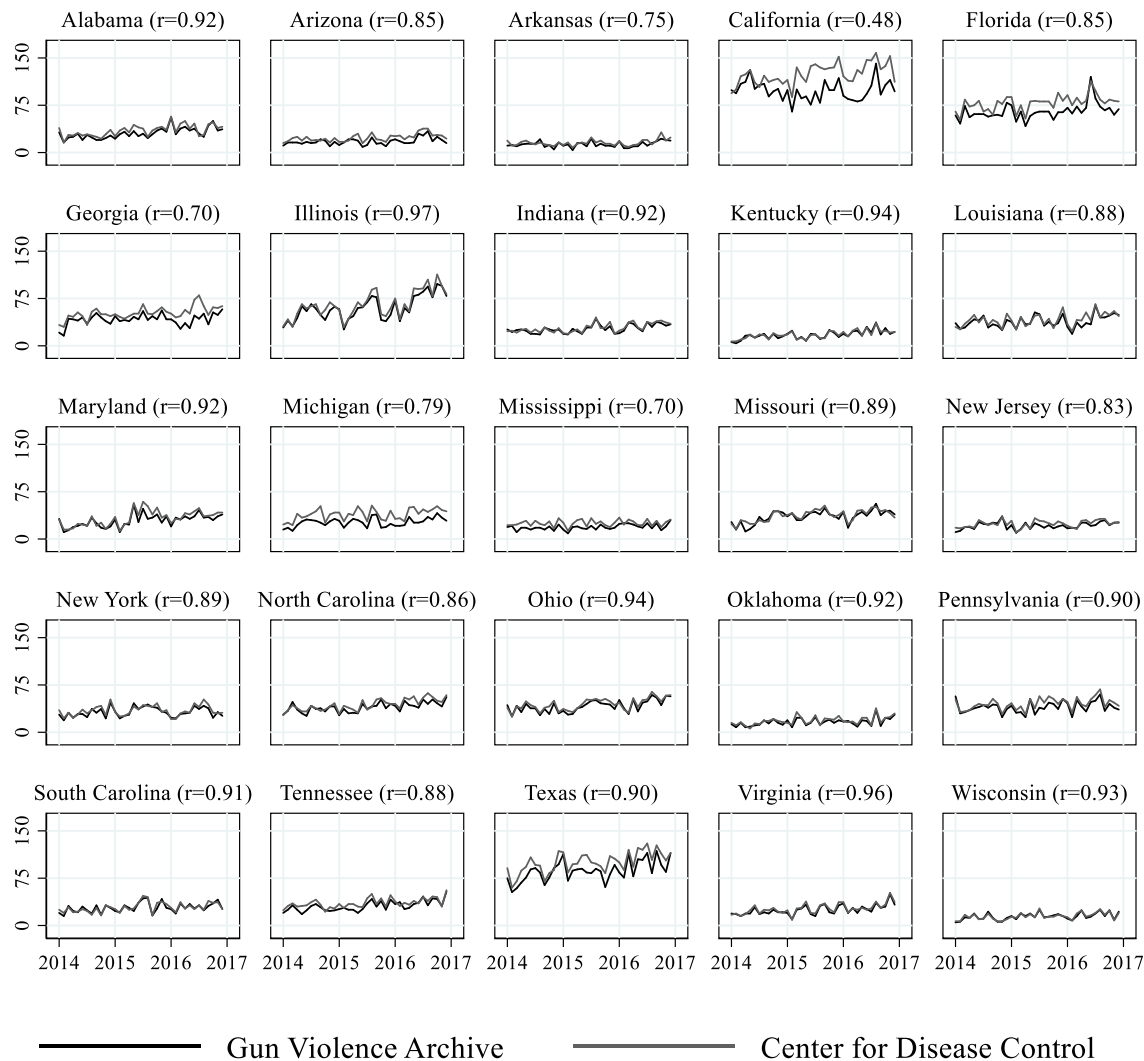 Alabama (r=0.92) Arizona (r=0.85) Arkansas (r=0.75) California (r=0.48) Florida (r=0.85)
150
75
0
Georgia (r=0.70) Illinois (r=0.97) Indiana (r=0.92) Kentucky (r=0.94) Louisiana (r=0.88)
150
75
0
Maryland (r=0.92) Michigan (r=0.79) Mississippi (r=0.70) Missouri (r=0.89) New Jersey (r=0.83)
150
75
0
New York (r=0.89) North Carolina (r=0.86) Ohio (r=0.94) Oklahoma (r=0.92) Pennsylvania (r=0.90)
150
75
0
South Carolina (r=0.91) Tennessee (r=0.88) Texas (r=0.90) Virginia (r=0.96) Wisconsin (r=0.93)
150
75
0
2014 2015 2016 2017 2014 2015 2016 2017 2014 2015 2016 2017 2014 2015 2016 2017 2014 2015 2016 2017
Gun Violence Archive Center for Disease Control